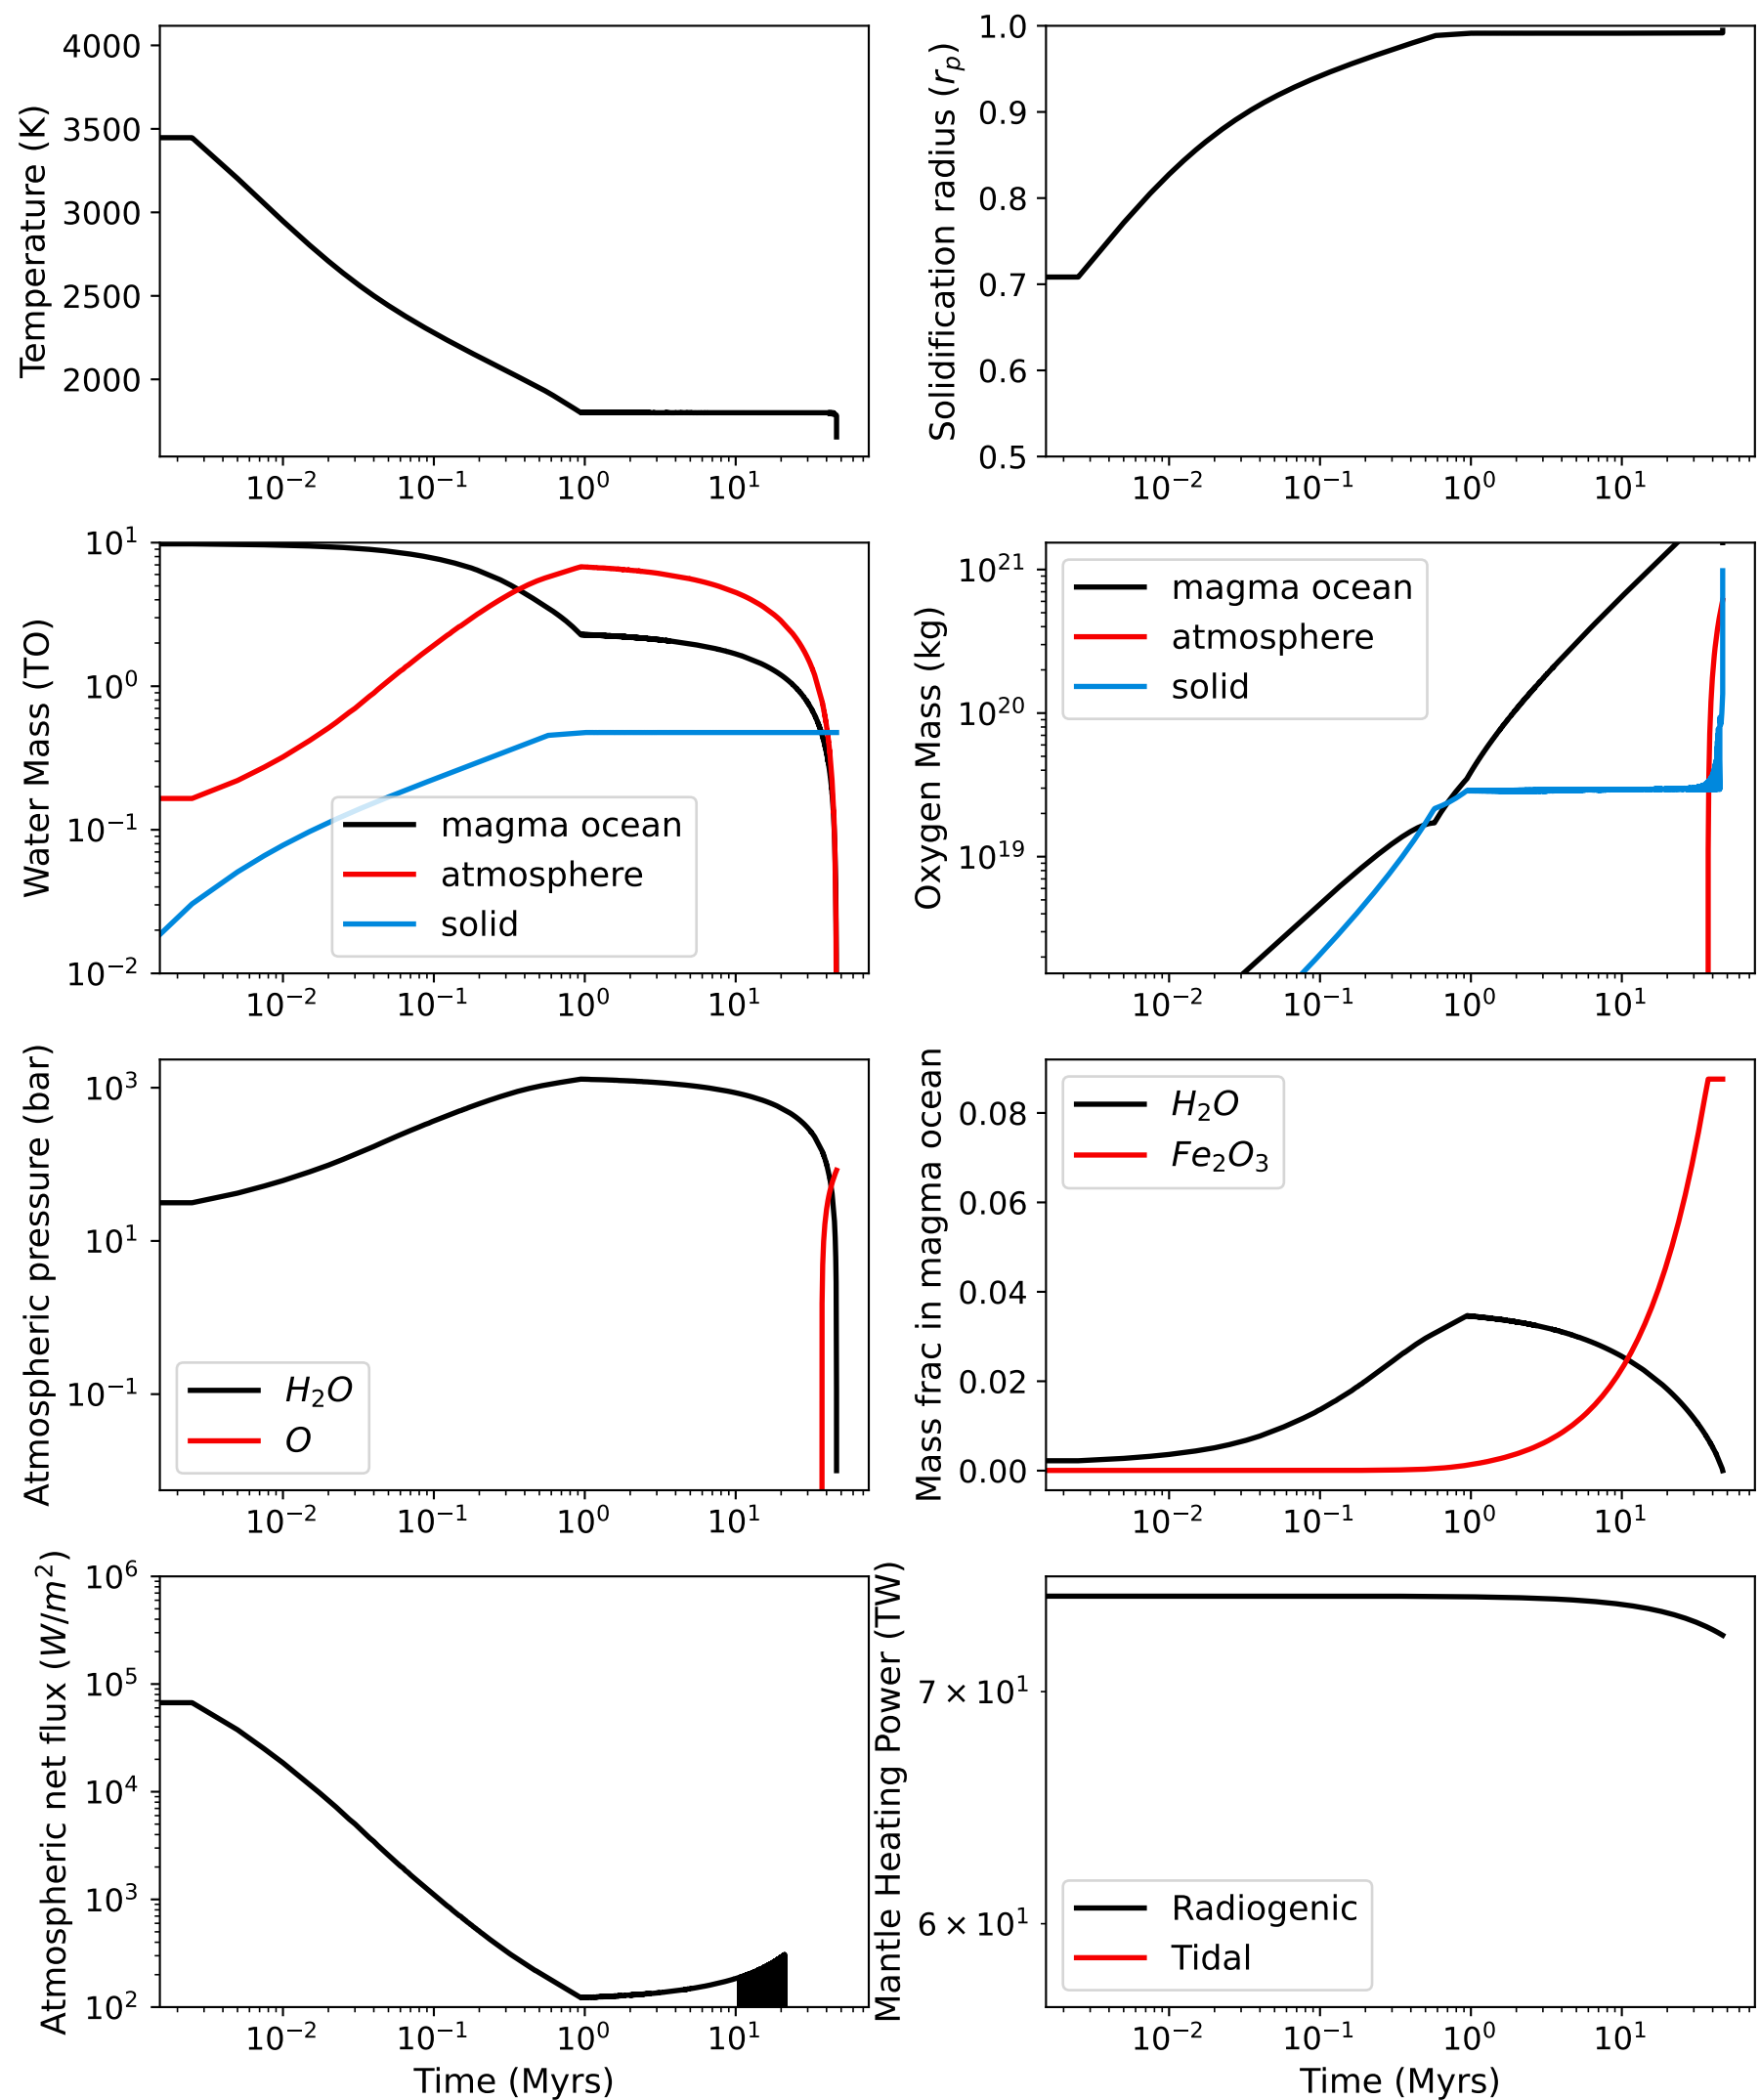 4000
3500
3000
2500
2000
Temperature (K)
10⁻² 10⁻¹ 10⁰ 10¹
1.0
0.9
0.8
0.7
0.6
0.5
Solidification radius (rₚ)
10⁻² 10⁻¹ 10⁰ 10¹
10¹
10⁰
10⁻¹
10⁻²
Water Mass (TO)
magma ocean
atmosphere
solid
10⁻² 10⁻¹ 10⁰ 10¹
10²¹
10²⁰
10¹⁹
Oxygen Mass (kg)
magma ocean
atmosphere
solid
10⁻² 10⁻¹ 10⁰ 10¹
10³
10¹
10⁻¹
Atmospheric pressure (bar)
H₂O
O
10⁻² 10⁻¹ 10⁰ 10¹
0.08
0.06
0.04
0.02
0.00
Mass frac in magma ocean
H₂O
Fe₂O₃
10⁻² 10⁻¹ 10⁰ 10¹
10⁶
10⁵
10⁴
10³
10²
Atmospheric net flux (W/m²)
10⁻² 10⁻¹ 10⁰ 10¹
Time (Myrs)
7 × 10¹
6 × 10¹
Mantle Heating Power (TW)
Radiogenic
Tidal
10⁻² 10⁻¹ 10⁰ 10¹
Time (Myrs)